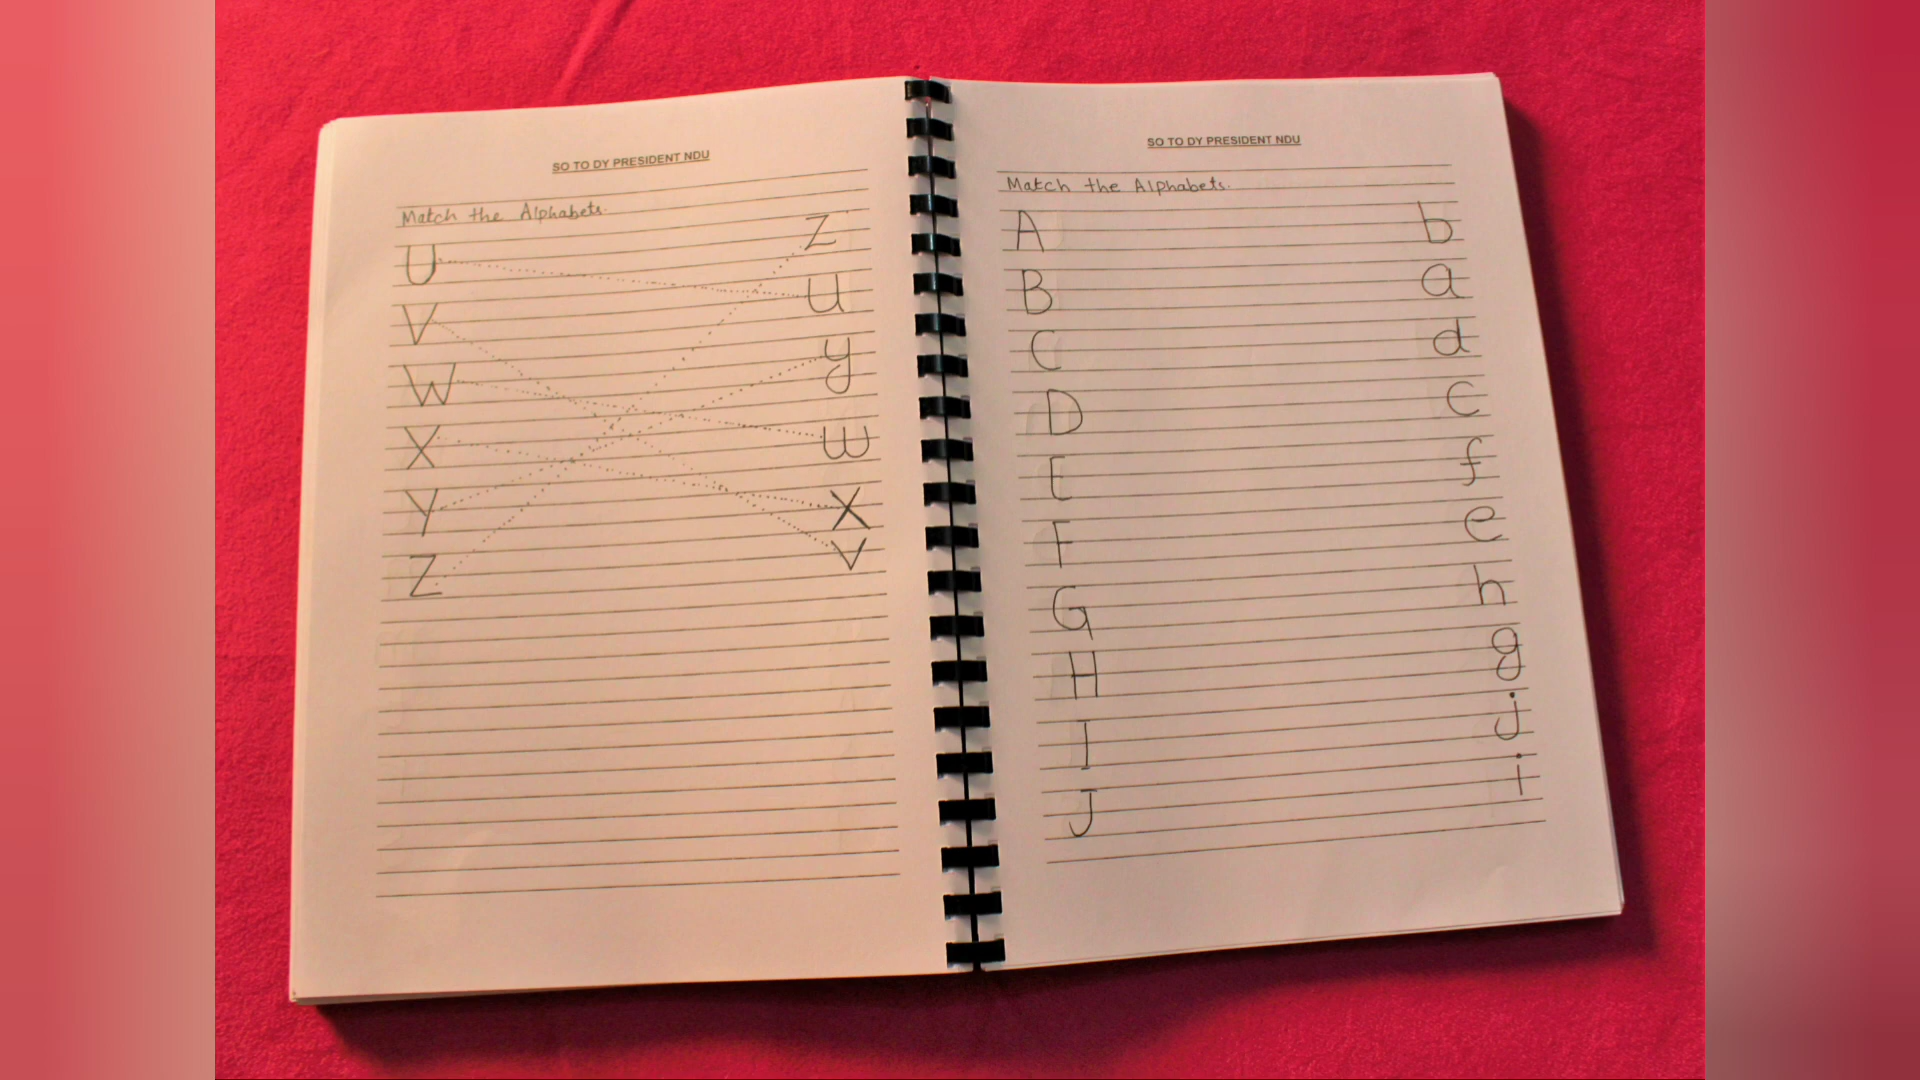 SO TO DY PRESIDENT NDU
Match the Alphabets.
U Z
V u
W y
X w
Y x
Z v
SO TO DY PRESIDENT NDU
Match the Alphabets.
A b
B a
C d
D c
E f
F e
G h
H g
I j
J i